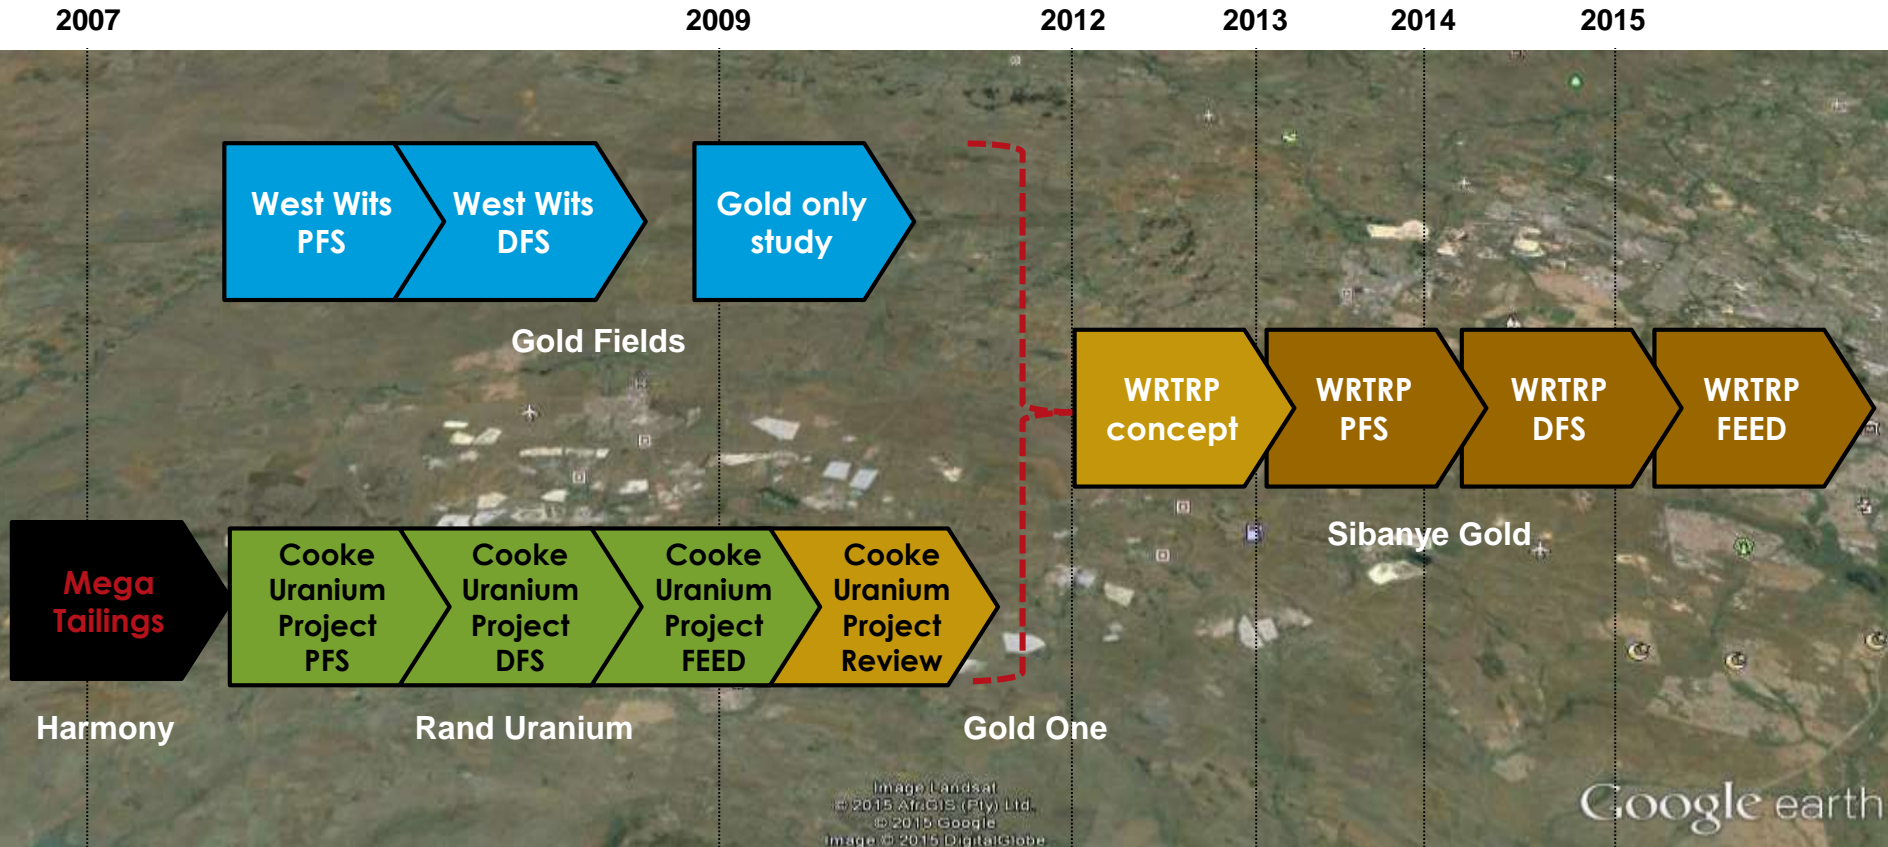 2007 2009 2012 2013 2014 2015
West Wits
PFS
West Wits
DFS
Gold only
study
Gold Fields
WRTRP
concept
WRTRP
PFS
WRTRP
DFS
WRTRP
FEED
Sibanye Gold
Mega
Tailings
Cooke
Uranium
Project
PFS
Cooke
Uranium
Project
DFS
Cooke
Uranium
Project
FEED
Cooke
Uranium
Project
Review
Harmony
Rand Uranium
Gold One
Image Landsat
© 2015 AfriGIS (Pty) Ltd.
© 2015 Google
Image © 2015 DigitalGlobe
Google earth